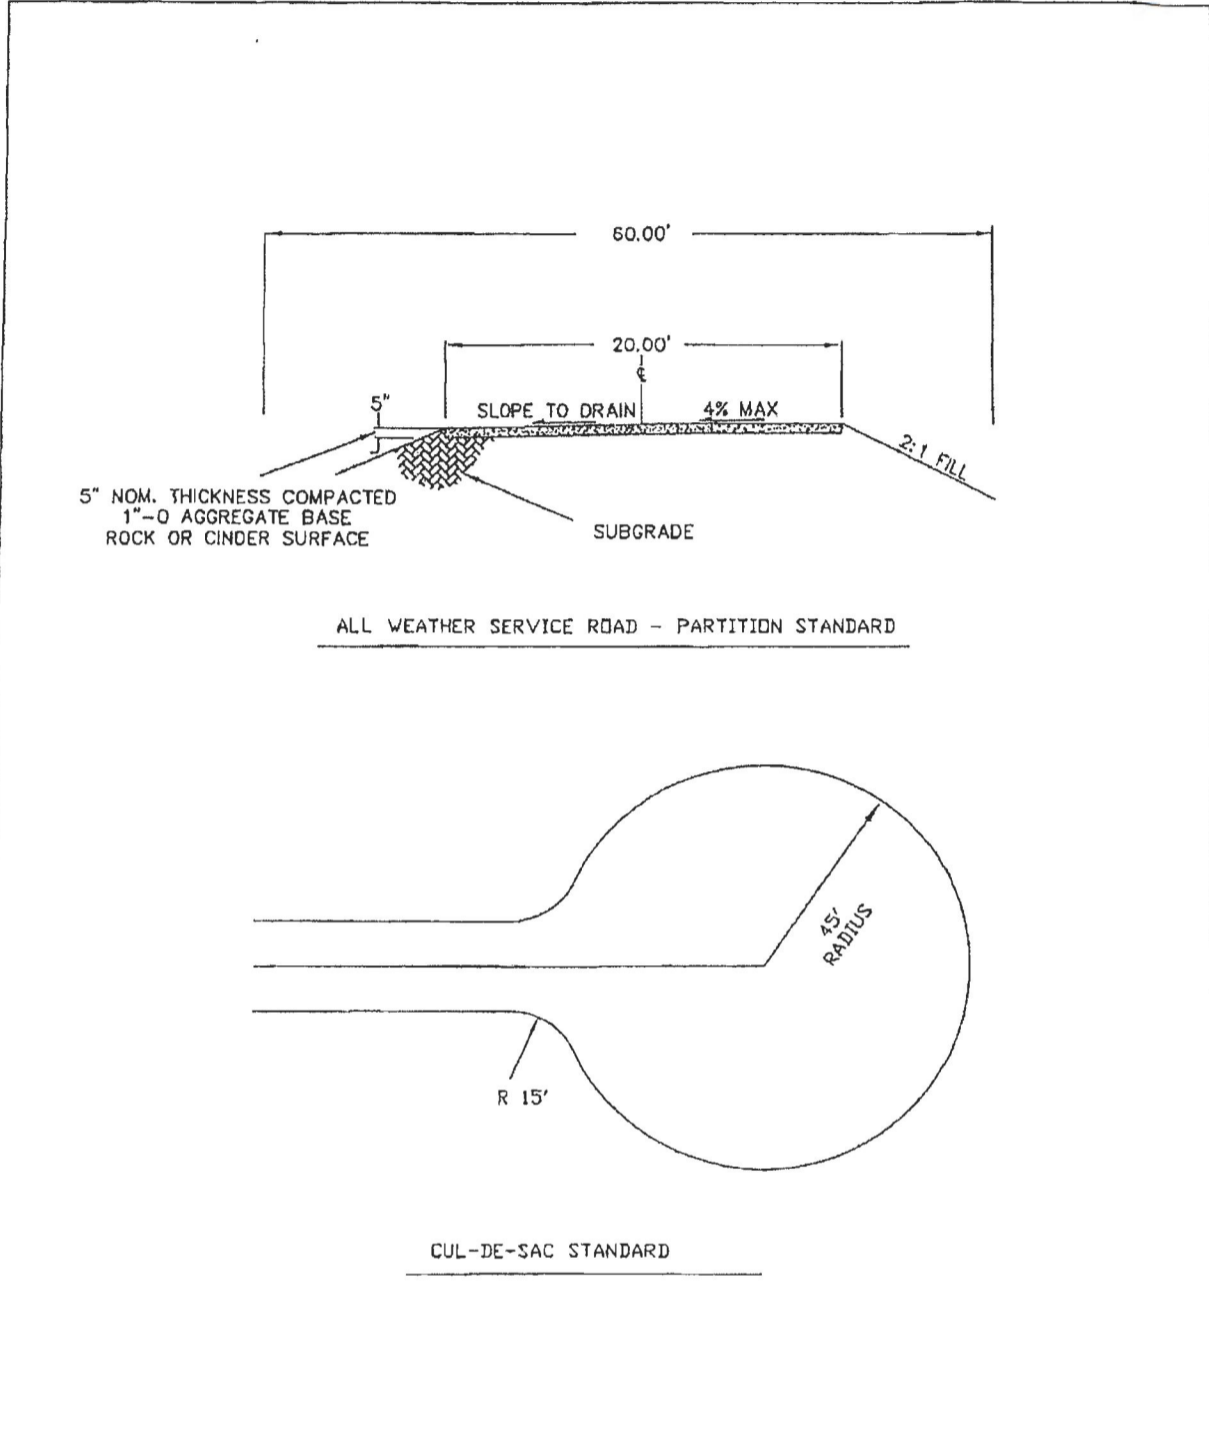 60.00'
20.00'
℄
5"
SLOPE TO DRAIN
4% MAX
2:1 FILL
5" NOM. THICKNESS COMPACTED
1"-0 AGGREGATE BASE
ROCK OR CINDER SURFACE
SUBGRADE
ALL WEATHER SERVICE ROAD - PARTITION STANDARD
45'
RADIUS
R 15'
CUL-DE-SAC STANDARD